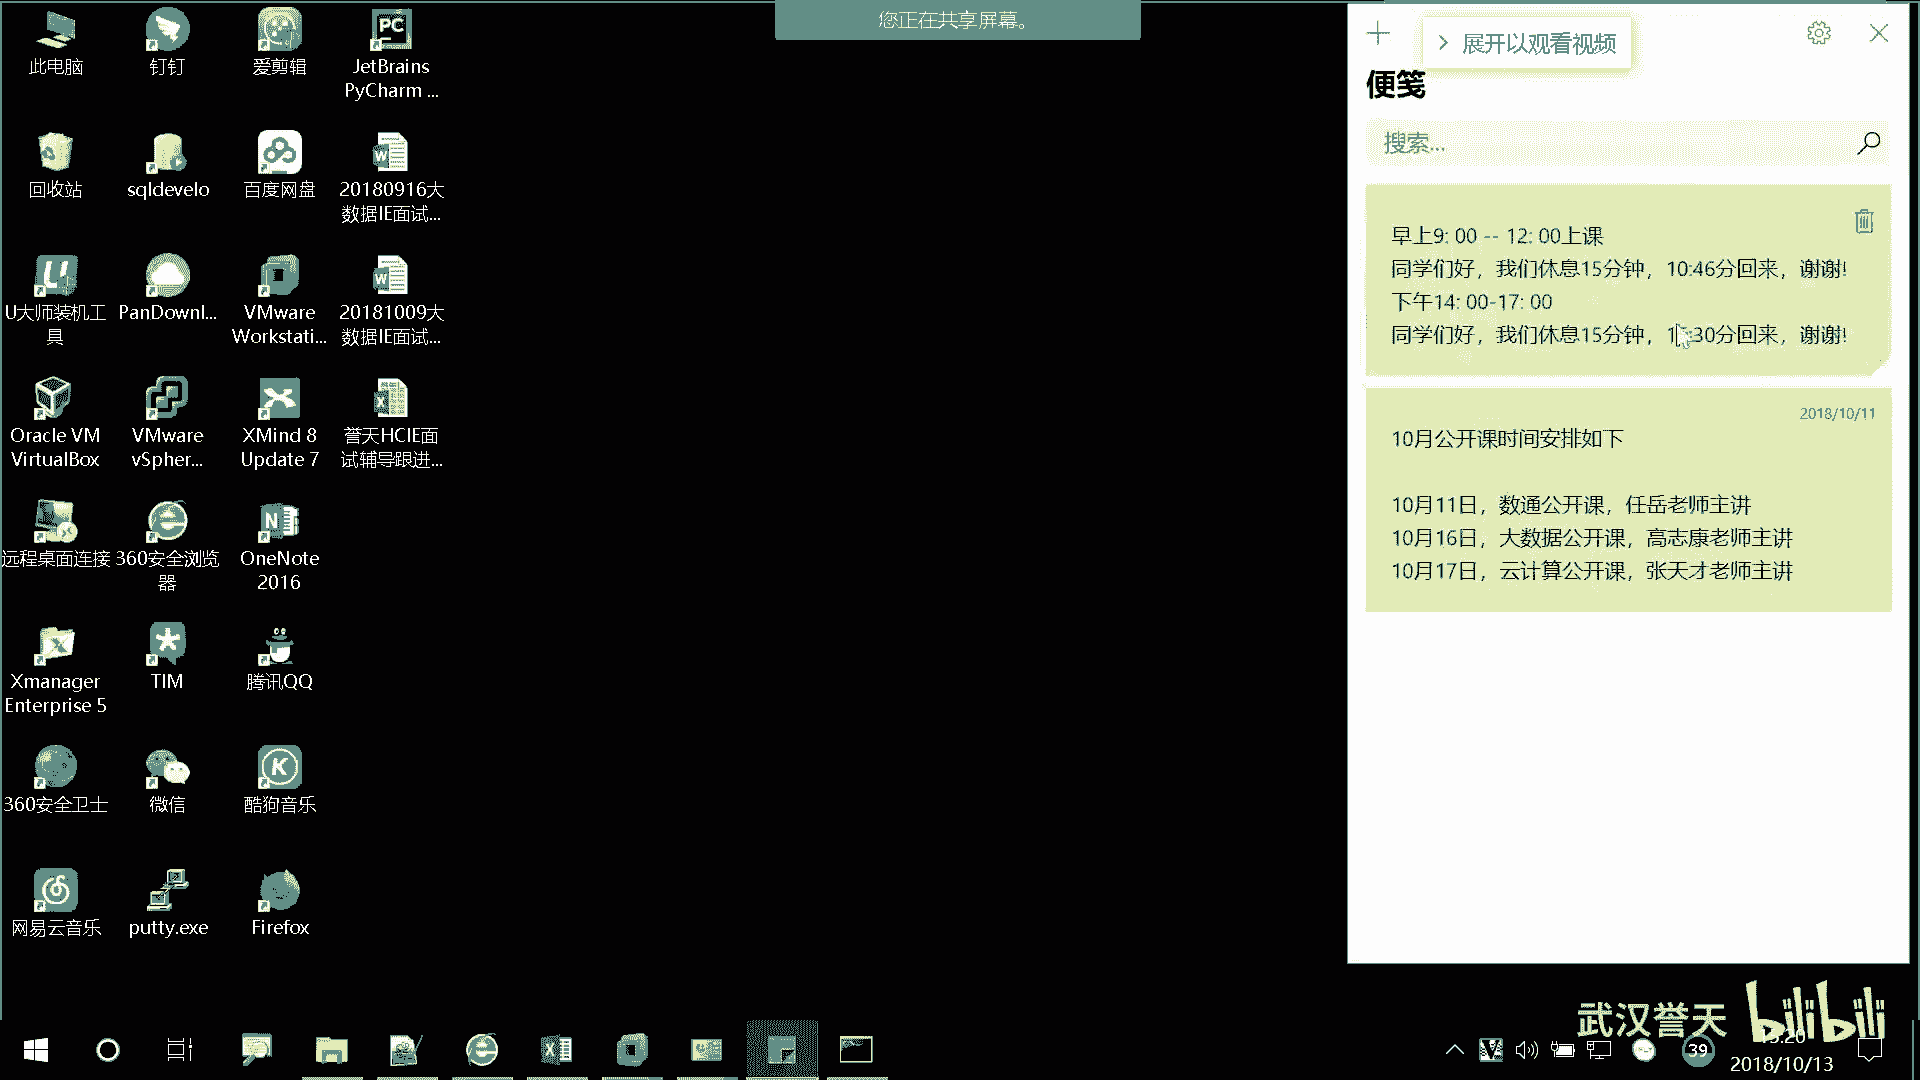 您正在共享屏幕。
此电脑
钉钉
爱剪辑
JetBrains
PyCharm ...
回收站
sqldevelo
百度网盘
20180916大
数据IE面试...
U大师装机工
具
PanDownl...
VMware
Workstati...
20181009大
数据IE面试...
Oracle VM
VirtualBox
VMware
vSpher...
XMind 8
Update 7
誉天HCIE面
试辅导跟进...
远程桌面连接
360安全浏览
器
OneNote
2016
Xmanager
Enterprise 5
TIM
腾讯QQ
360安全卫士
微信
酷狗音乐
网易云音乐
putty.exe
Firefox
展开以观看视频
便笺
搜索...
早上9: 00 -- 12: 00上课
同学们好，我们休息15分钟，10:46分回来，谢谢!
下午14: 00-17: 00
同学们好，我们休息15分钟，30分回来，谢谢!
2018/10/11
10月公开课时间安排如下
10月11日，数通公开课，任岳老师主讲
10月16日，大数据公开课，高志康老师主讲
10月17日，云计算公开课，张天才老师主讲
武汉誉天
bilibili
39
2018/10/13